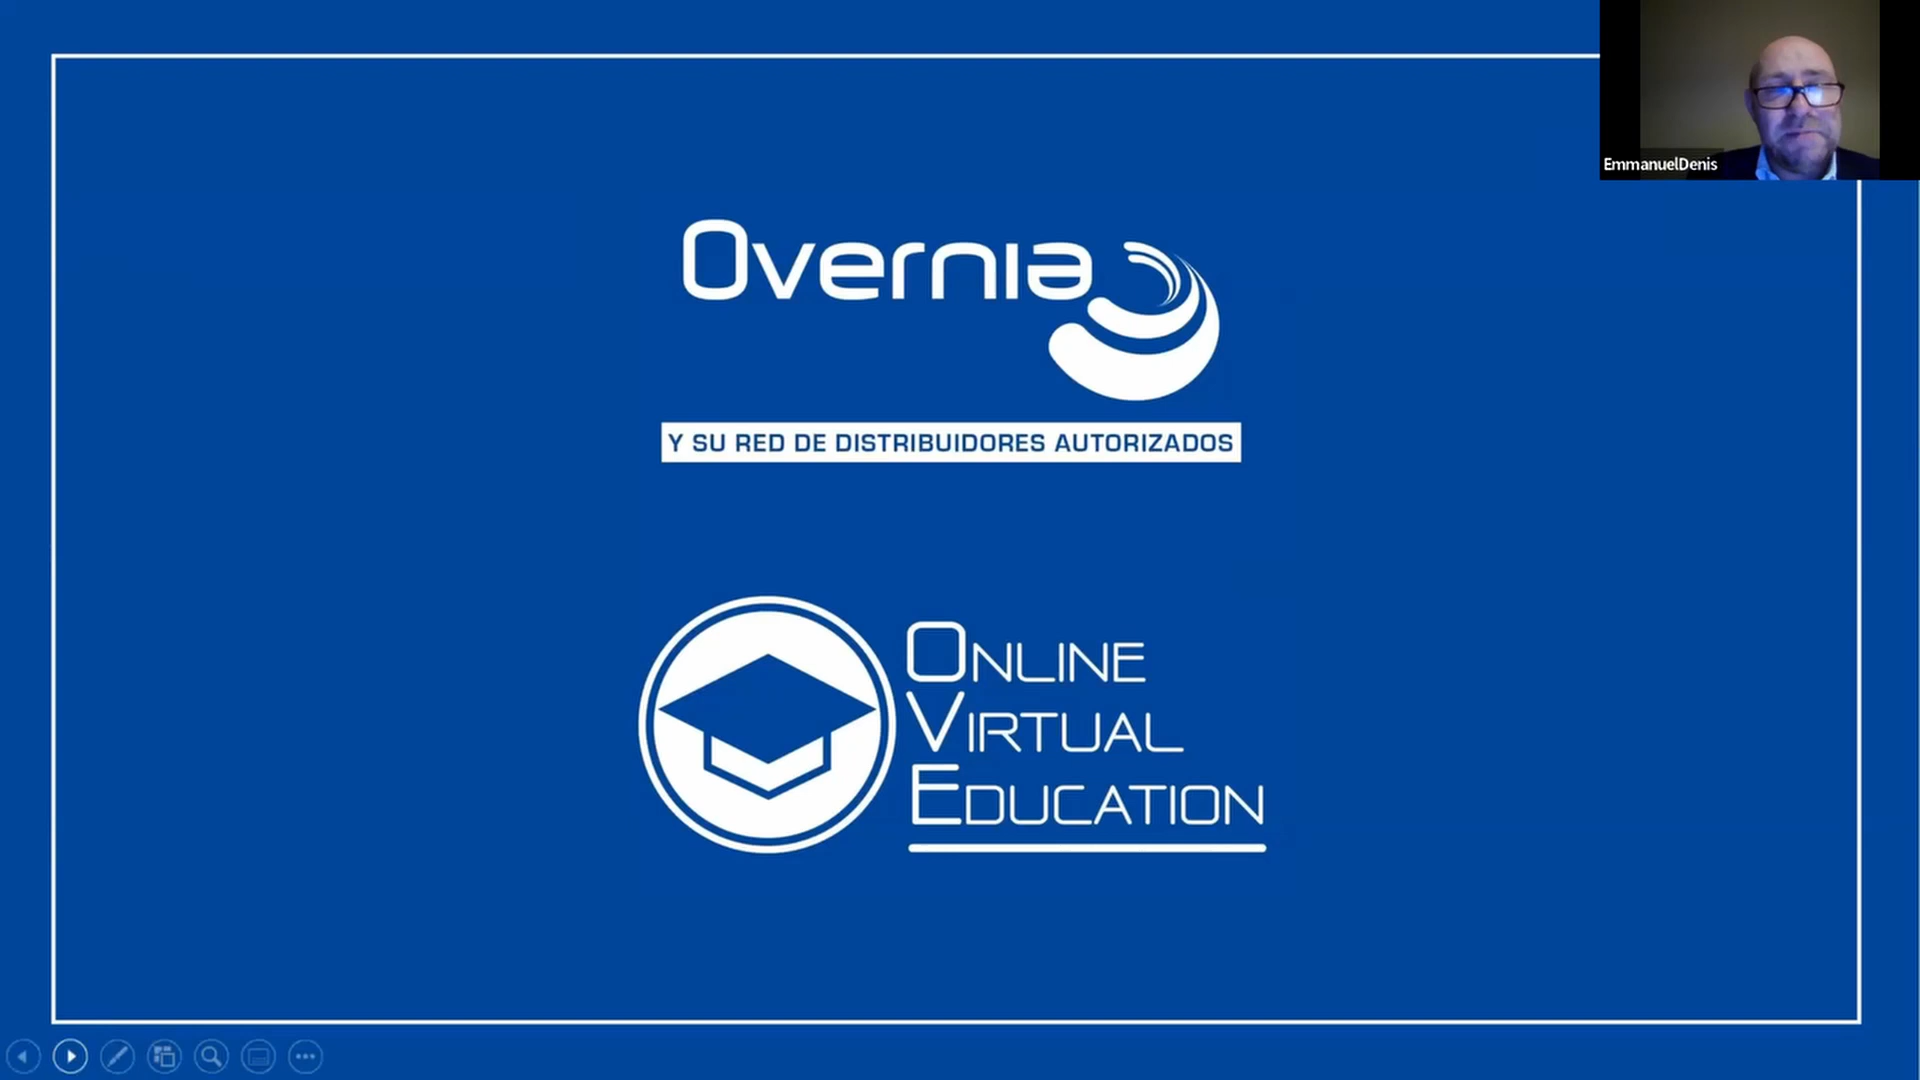 EmmanuelDenis
Overnia
Y SU RED DE DISTRIBUIDORES AUTORIZADOS
ONLINE
VIRTUAL
EDUCATION